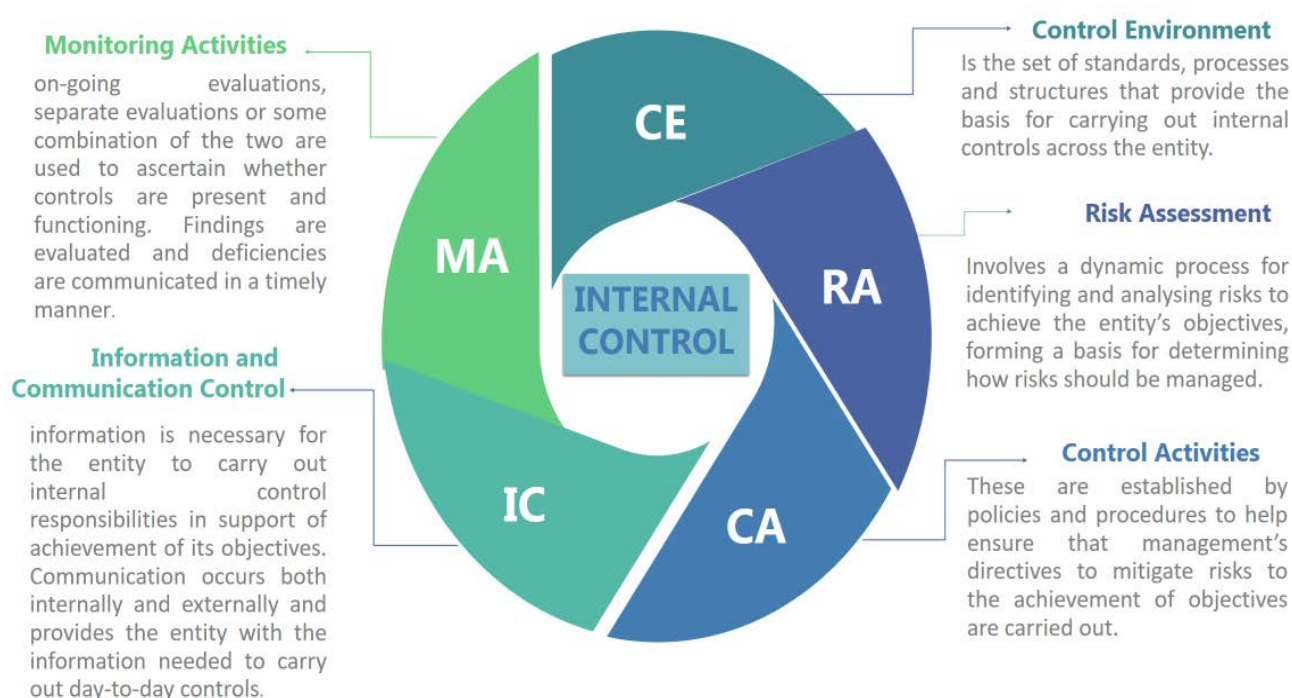 Monitoring Activities
on-going evaluations,
separate evaluations or some
combination of the two are
used to ascertain whether
controls are present and
functioning. Findings are
evaluated and deficiencies
are communicated in a timely
manner.
Information and
Communication Control
information is necessary for
the entity to carry out
internal control
responsibilities in support of
achievement of its objectives.
Communication occurs both
internally and externally and
provides the entity with the
information needed to carry
out day-to-day controls.
CE
MA
RA
INTERNAL
CONTROL
IC
CA
Control Environment
Is the set of standards, processes
and structures that provide the
basis for carrying out internal
controls across the entity.
Risk Assessment
Involves a dynamic process for
identifying and analysing risks to
achieve the entity's objectives,
forming a basis for determining
how risks should be managed.
Control Activities
These are established by
policies and procedures to help
ensure that management's
directives to mitigate risks to
the achievement of objectives
are carried out.